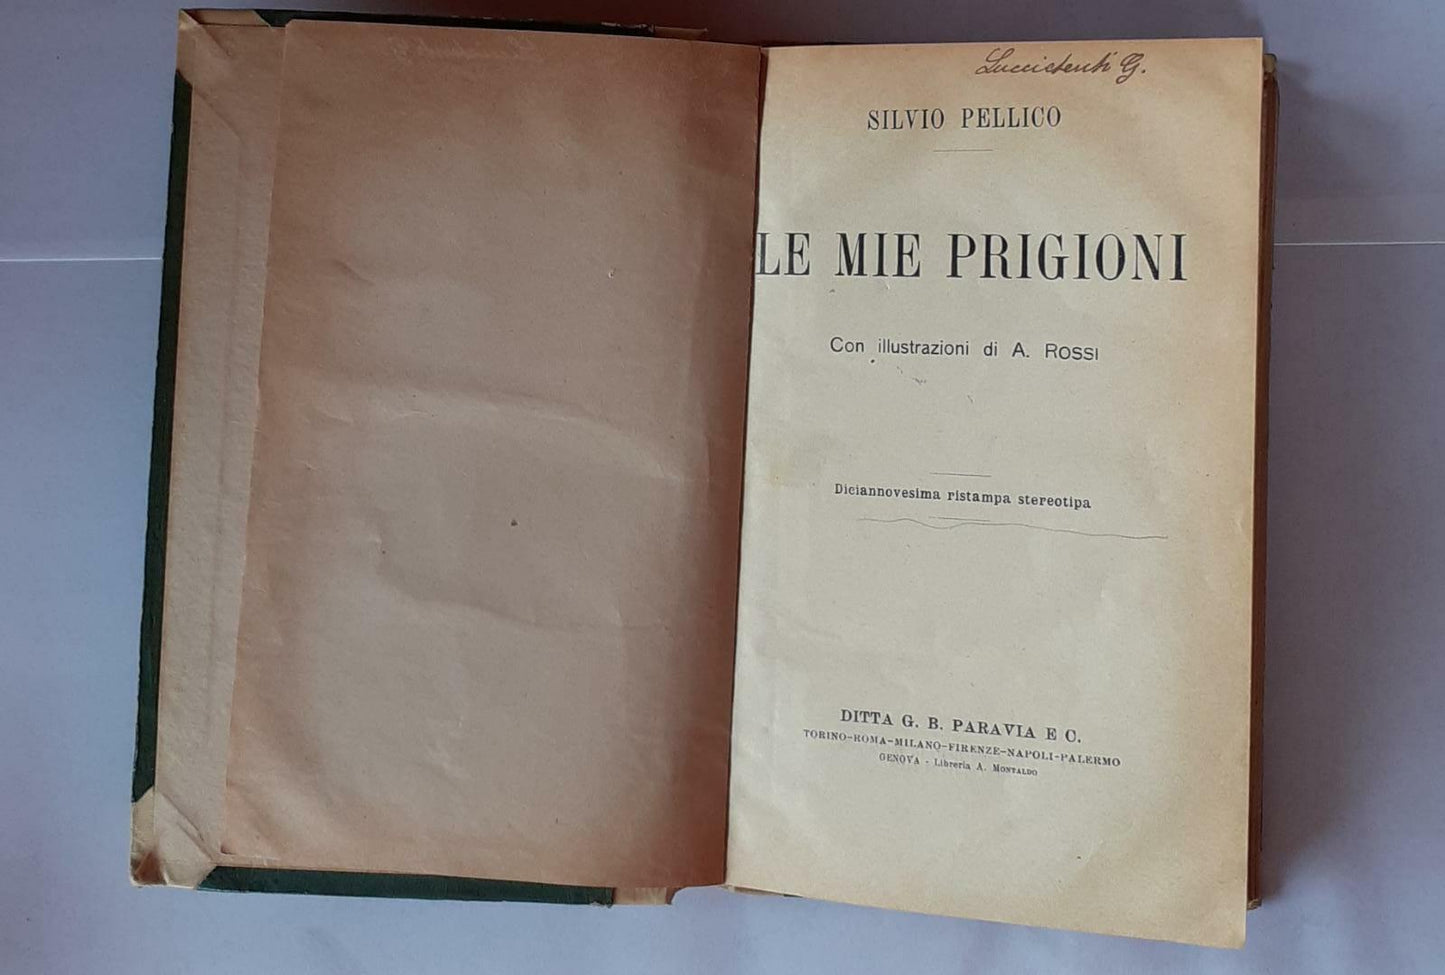 Luccichenti G.
SILVIO PELLICO
LE MIE PRIGIONI
Con illustrazioni di A. ROSSI
Diciannovesima ristampa stereotipa
DITTA G. B. PARAVIA E C.
TORINO-ROMA-MILANO-FIRENZE-NAPOLI-PALERMO
GENOVA - Libreria A. MONTALDO